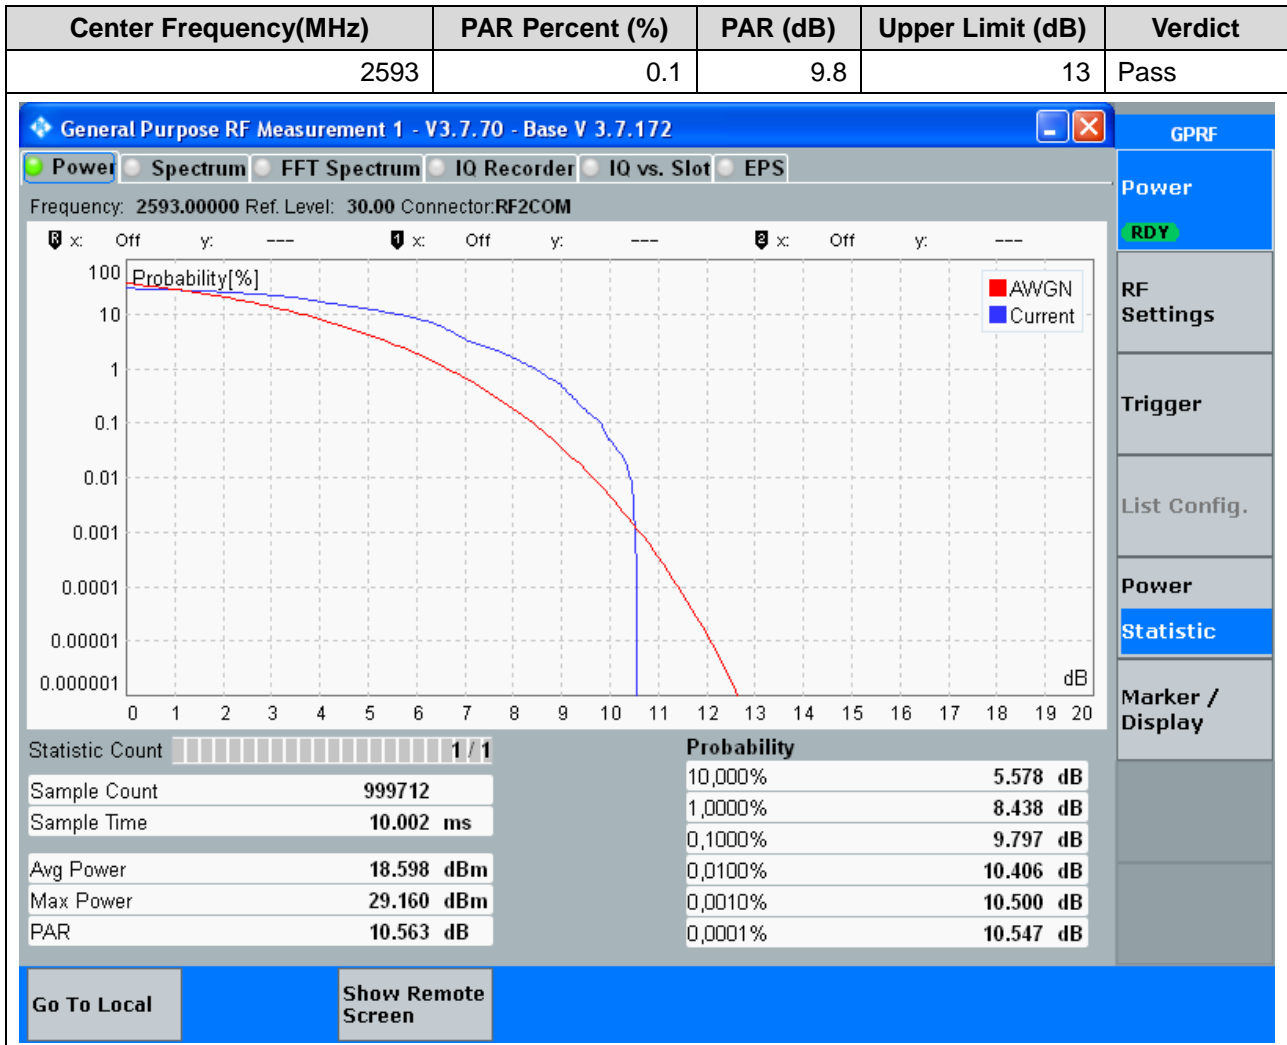 Center Frequency(MHz) PAR Percent (%) PAR (dB) Upper Limit (dB) Verdict
2593 0.1 9.8 13 Pass
General Purpose RF Measurement 1 - V3.7.70 - Base V 3.7.172
GPRF
Power Spectrum FFT Spectrum IQ Recorder IQ vs. Slot EPS
Frequency: 2593.00000 Ref. Level: 30.00 Connector:RF2COM
R x: Off y: --- 1 x: Off y: --- 2 x: Off y: ---
Probability[%]
100
10
1
0.1
0.01
0.001
0.0001
0.00001
0.000001
AWGN
Current
dB
0 1 2 3 4 5 6 7 8 9 10 11 12 13 14 15 16 17 18 19 20
Statistic Count 1 / 1
Sample Count 999712
Sample Time 10.002 ms
Avg Power 18.598 dBm
Max Power 29.160 dBm
PAR 10.563 dB
Probability
10,000% 5.578 dB
1,0000% 8.438 dB
0,1000% 9.797 dB
0,0100% 10.406 dB
0,0010% 10.500 dB
0,0001% 10.547 dB
Power
RDY
RF
Settings
Trigger
List Config.
Power
Statistic
Marker /
Display
Go To Local
Show Remote
Screen